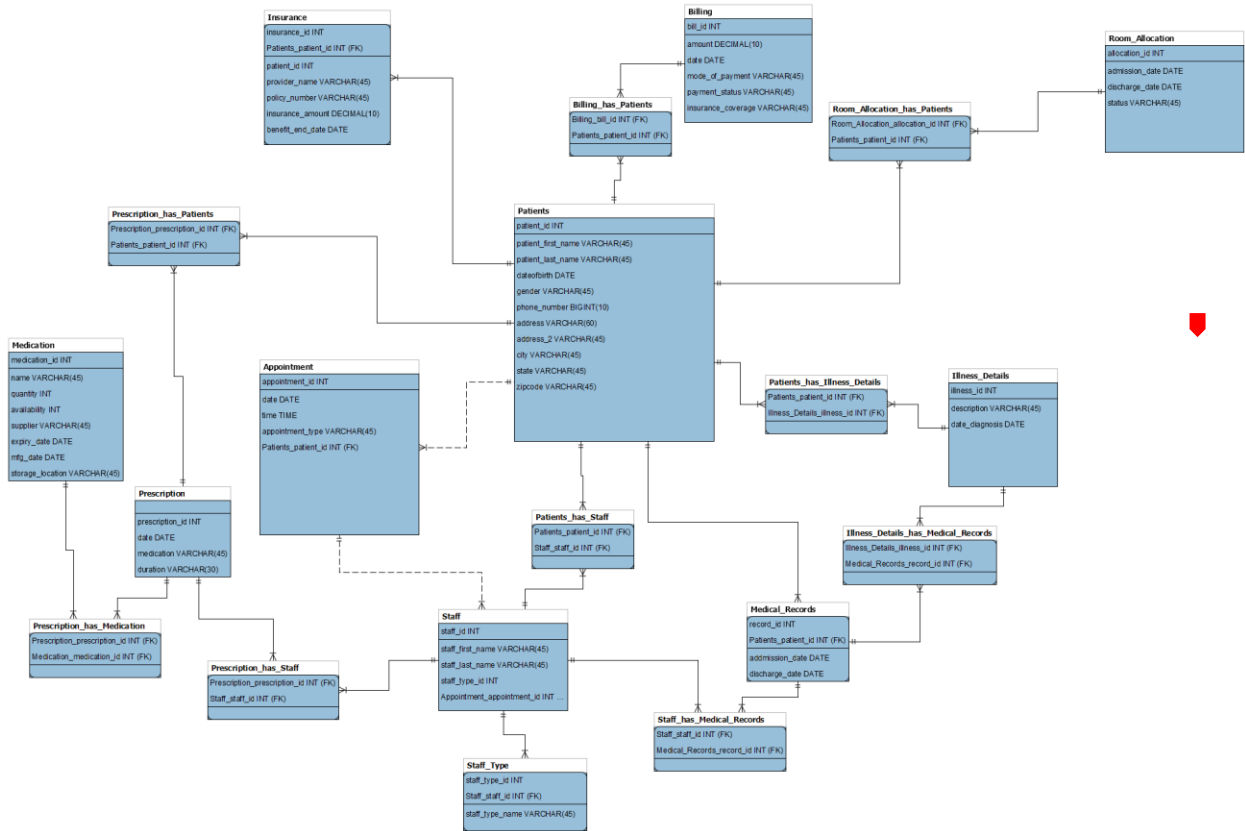 Insurance
insurance_id INT
Patients_patient_id INT (FK)
patient_id INT
provider_name VARCHAR(45)
policy_number VARCHAR(45)
insurance_amount DECIMAL(10)
benefit_end_date DATE
Billing
bill_id INT
amount DECIMAL(10)
date DATE
mode_of_payment VARCHAR(45)
payment_status VARCHAR(45)
insurance_coverage VARCHAR(45)
Room_Allocation
allocation_id INT
admission_date DATE
discharge_date DATE
status VARCHAR(45)
Billing_has_Patients
Billing_bill_id INT (FK)
Patients_patient_id INT (FK)
Room_Allocation_has_Patients
Room_Allocation_allocation_id INT (FK)
Patients_patient_id INT (FK)
Prescription_has_Patients
Prescription_prescription_id INT (FK)
Patients_patient_id INT (FK)
Patients
patient_id INT
patient_first_name VARCHAR(45)
patient_last_name VARCHAR(45)
dateofbirth DATE
gender VARCHAR(45)
phone_number BIGINT(10)
address VARCHAR(60)
address_2 VARCHAR(45)
city VARCHAR(45)
state VARCHAR(45)
zipcode VARCHAR(45)
Medication
medication_id INT
name VARCHAR(45)
quantity INT
availability INT
supplier VARCHAR(45)
expiry_date DATE
mfg_date DATE
storage_location VARCHAR(45)
Appointment
appointment_id INT
date DATE
time TIME
appointment_type VARCHAR(45)
Patients_patient_id INT (FK)
Patients_has_Illness_Details
Patients_patient_id INT (FK)
Illness_Details_illness_id INT (FK)
Illness_Details
illness_id INT
description VARCHAR(45)
date_diagnosis DATE
Prescription
prescription_id INT
date DATE
medication VARCHAR(45)
duration VARCHAR(30)
Patients_has_Staff
Patients_patient_id INT (FK)
Staff_staff_id INT (FK)
Illness_Details_has_Medical_Records
Illness_Details_illness_id INT (FK)
Medical_Records_record_id INT (FK)
Prescription_has_Medication
Prescription_prescription_id INT (FK)
Medication_medication_id INT (FK)
Staff
staff_id INT
staff_first_name VARCHAR(45)
staff_last_name VARCHAR(45)
staff_type_id INT
Appointment_appointment_id INT ...
Medical_Records
record_id INT
Patients_patient_id INT (FK)
addmission_date DATE
discharge_date DATE
Prescription_has_Staff
Prescription_prescription_id INT (FK)
Staff_staff_id INT (FK)
Staff_has_Medical_Records
Staff_staff_id INT (FK)
Medical_Records_record_id INT (FK)
Staff_Type
staff_type_id INT
Staff_staff_id INT (FK)
staff_type_name VARCHAR(45)